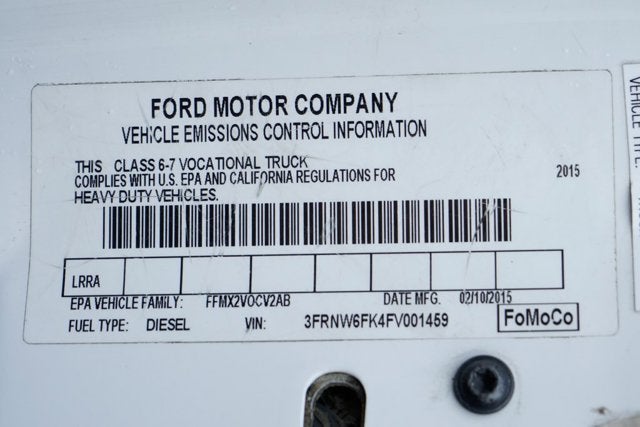 FORD MOTOR COMPANY
VEHICLE EMISSIONS CONTROL INFORMATION
THIS CLASS 6-7 VOCATIONAL TRUCK
COMPLIES WITH U.S. EPA AND CALIFORNIA REGULATIONS FOR 2015
HEAVY DUTY VEHICLES.
LRRA
EPA VEHICLE FAMILY: FFMX2VOCV2AB DATE MFG. 02/10/2015
FUEL TYPE: DIESEL VIN: 3FRNW6FK4FV001459 FoMoCo
VEHICLE TYPE